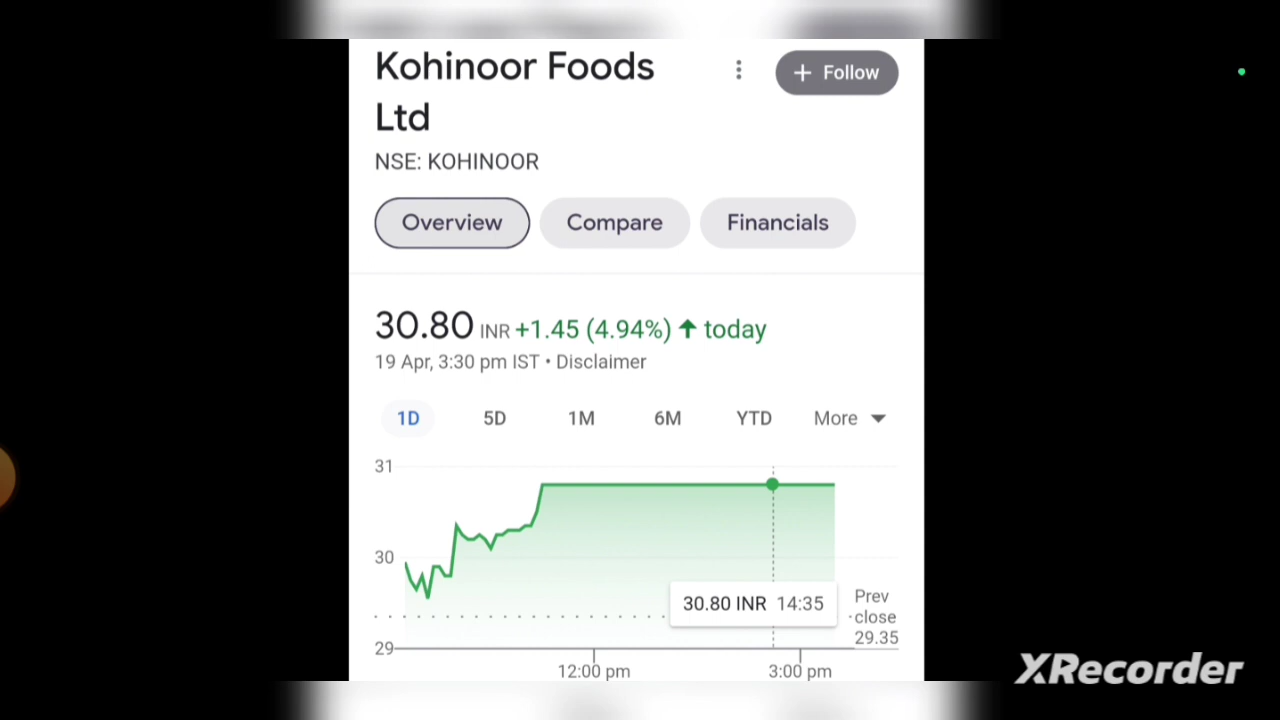 Kohinoor Foods
Ltd
+ Follow
NSE: KOHINOOR
Overview
Compare
Financials
30.80 INR +1.45 (4.94%) ↑ today
19 Apr, 3:30 pm IST • Disclaimer
1D 5D 1M 6M YTD More
31
30
29
30.80 INR 14:35
Prev
close
29.35
12:00 pm
3:00 pm
XRecorder